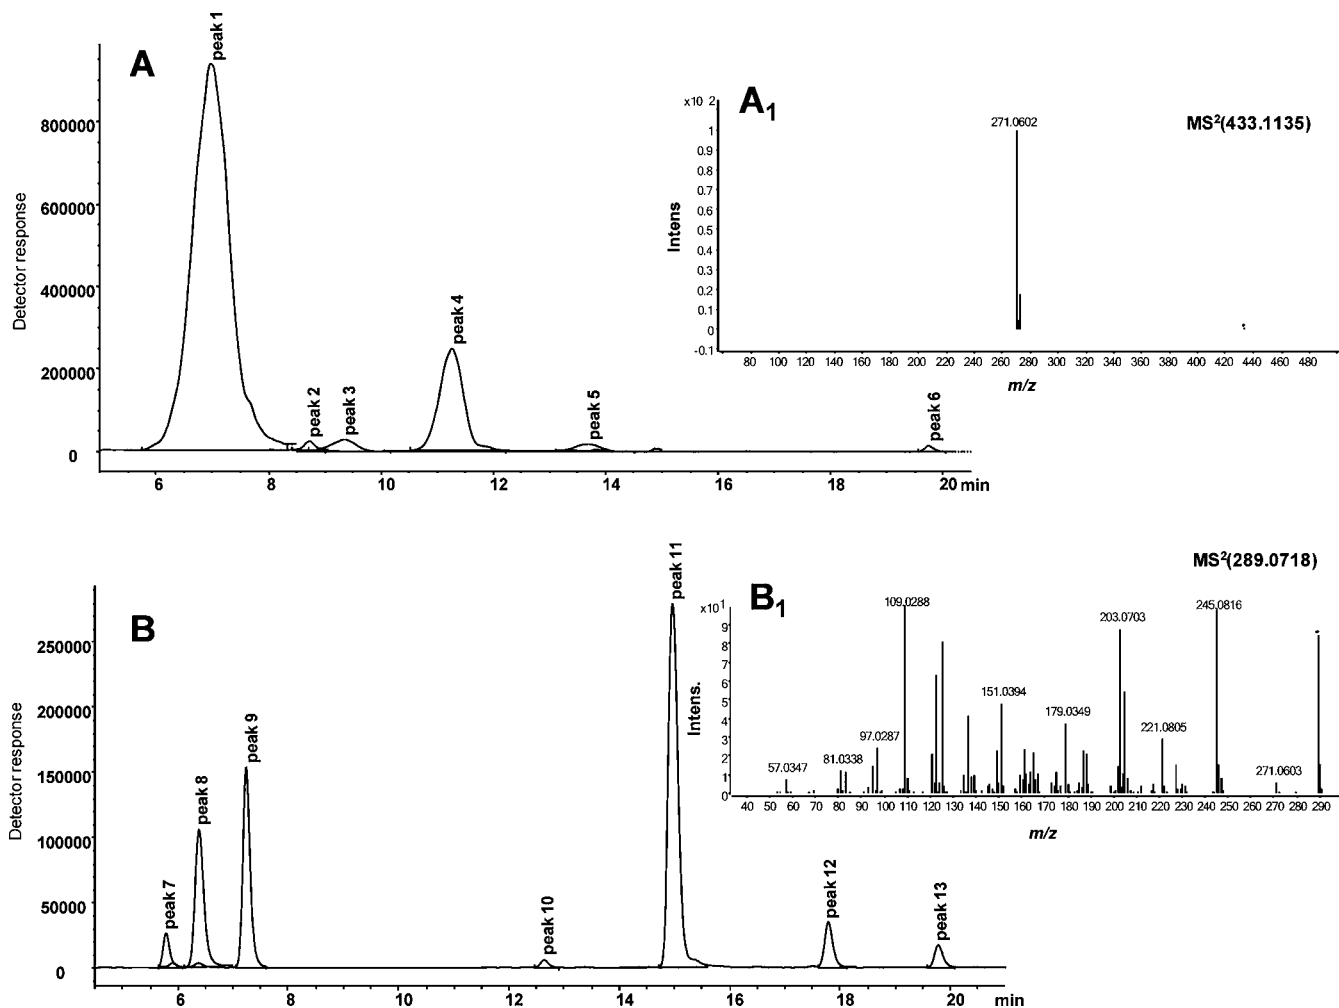 A
peak 1
peak 2
peak 3
peak 4
peak 5
peak 6
Detector response
800000
600000
400000
200000
0
6
8
10
12
14
16
18
20 min
A1
MS2(433.1135)
x10 2
271.0602
Intens
1
0.9
0.8
0.7
0.6
0.5
0.4
0.3
0.2
0.1
0
-0.1
80 100 120 140 160 180 200 220 240 260 280 300 320 340 360 380 400 420 440 460 480
m/z
B
peak 7
peak 8
peak 9
peak 10
peak 11
peak 12
peak 13
Detector response
250000
200000
150000
100000
50000
0
6
8
10
12
14
16
18
20
min
B1
MS2(289.0718)
x101
Intens.
9
8
7
6
5
4
3
2
1
0
57.0347
81.0338
97.0287
109.0288
151.0394
179.0349
203.0703
221.0805
245.0816
271.0603
40 50 60 70 80 90 100 110 120 130 140 150 160 170 180 190 200 210 220 230 240 250 260 270 280 290
m/z